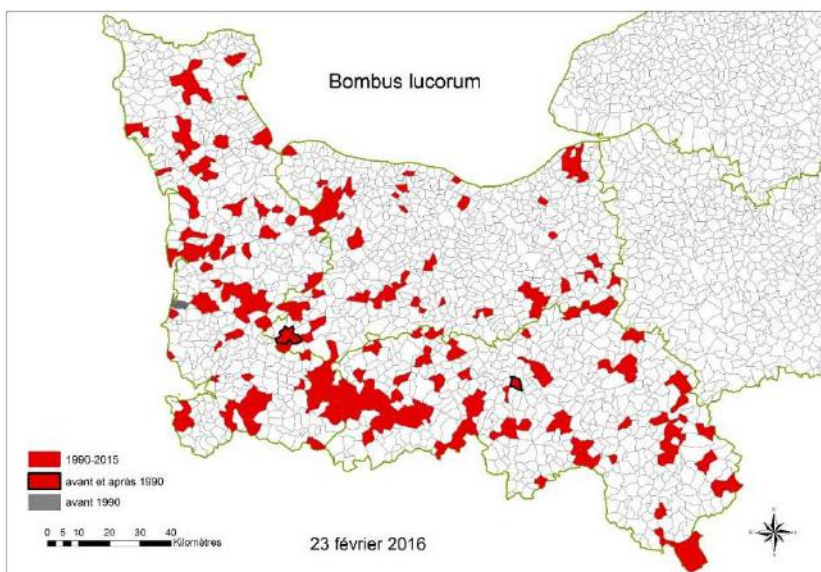 Bombus lucorum
1990-2015
avant et après 1990
avant 1990
0 5 10 20 30 40
Kilomètres
23 février 2016